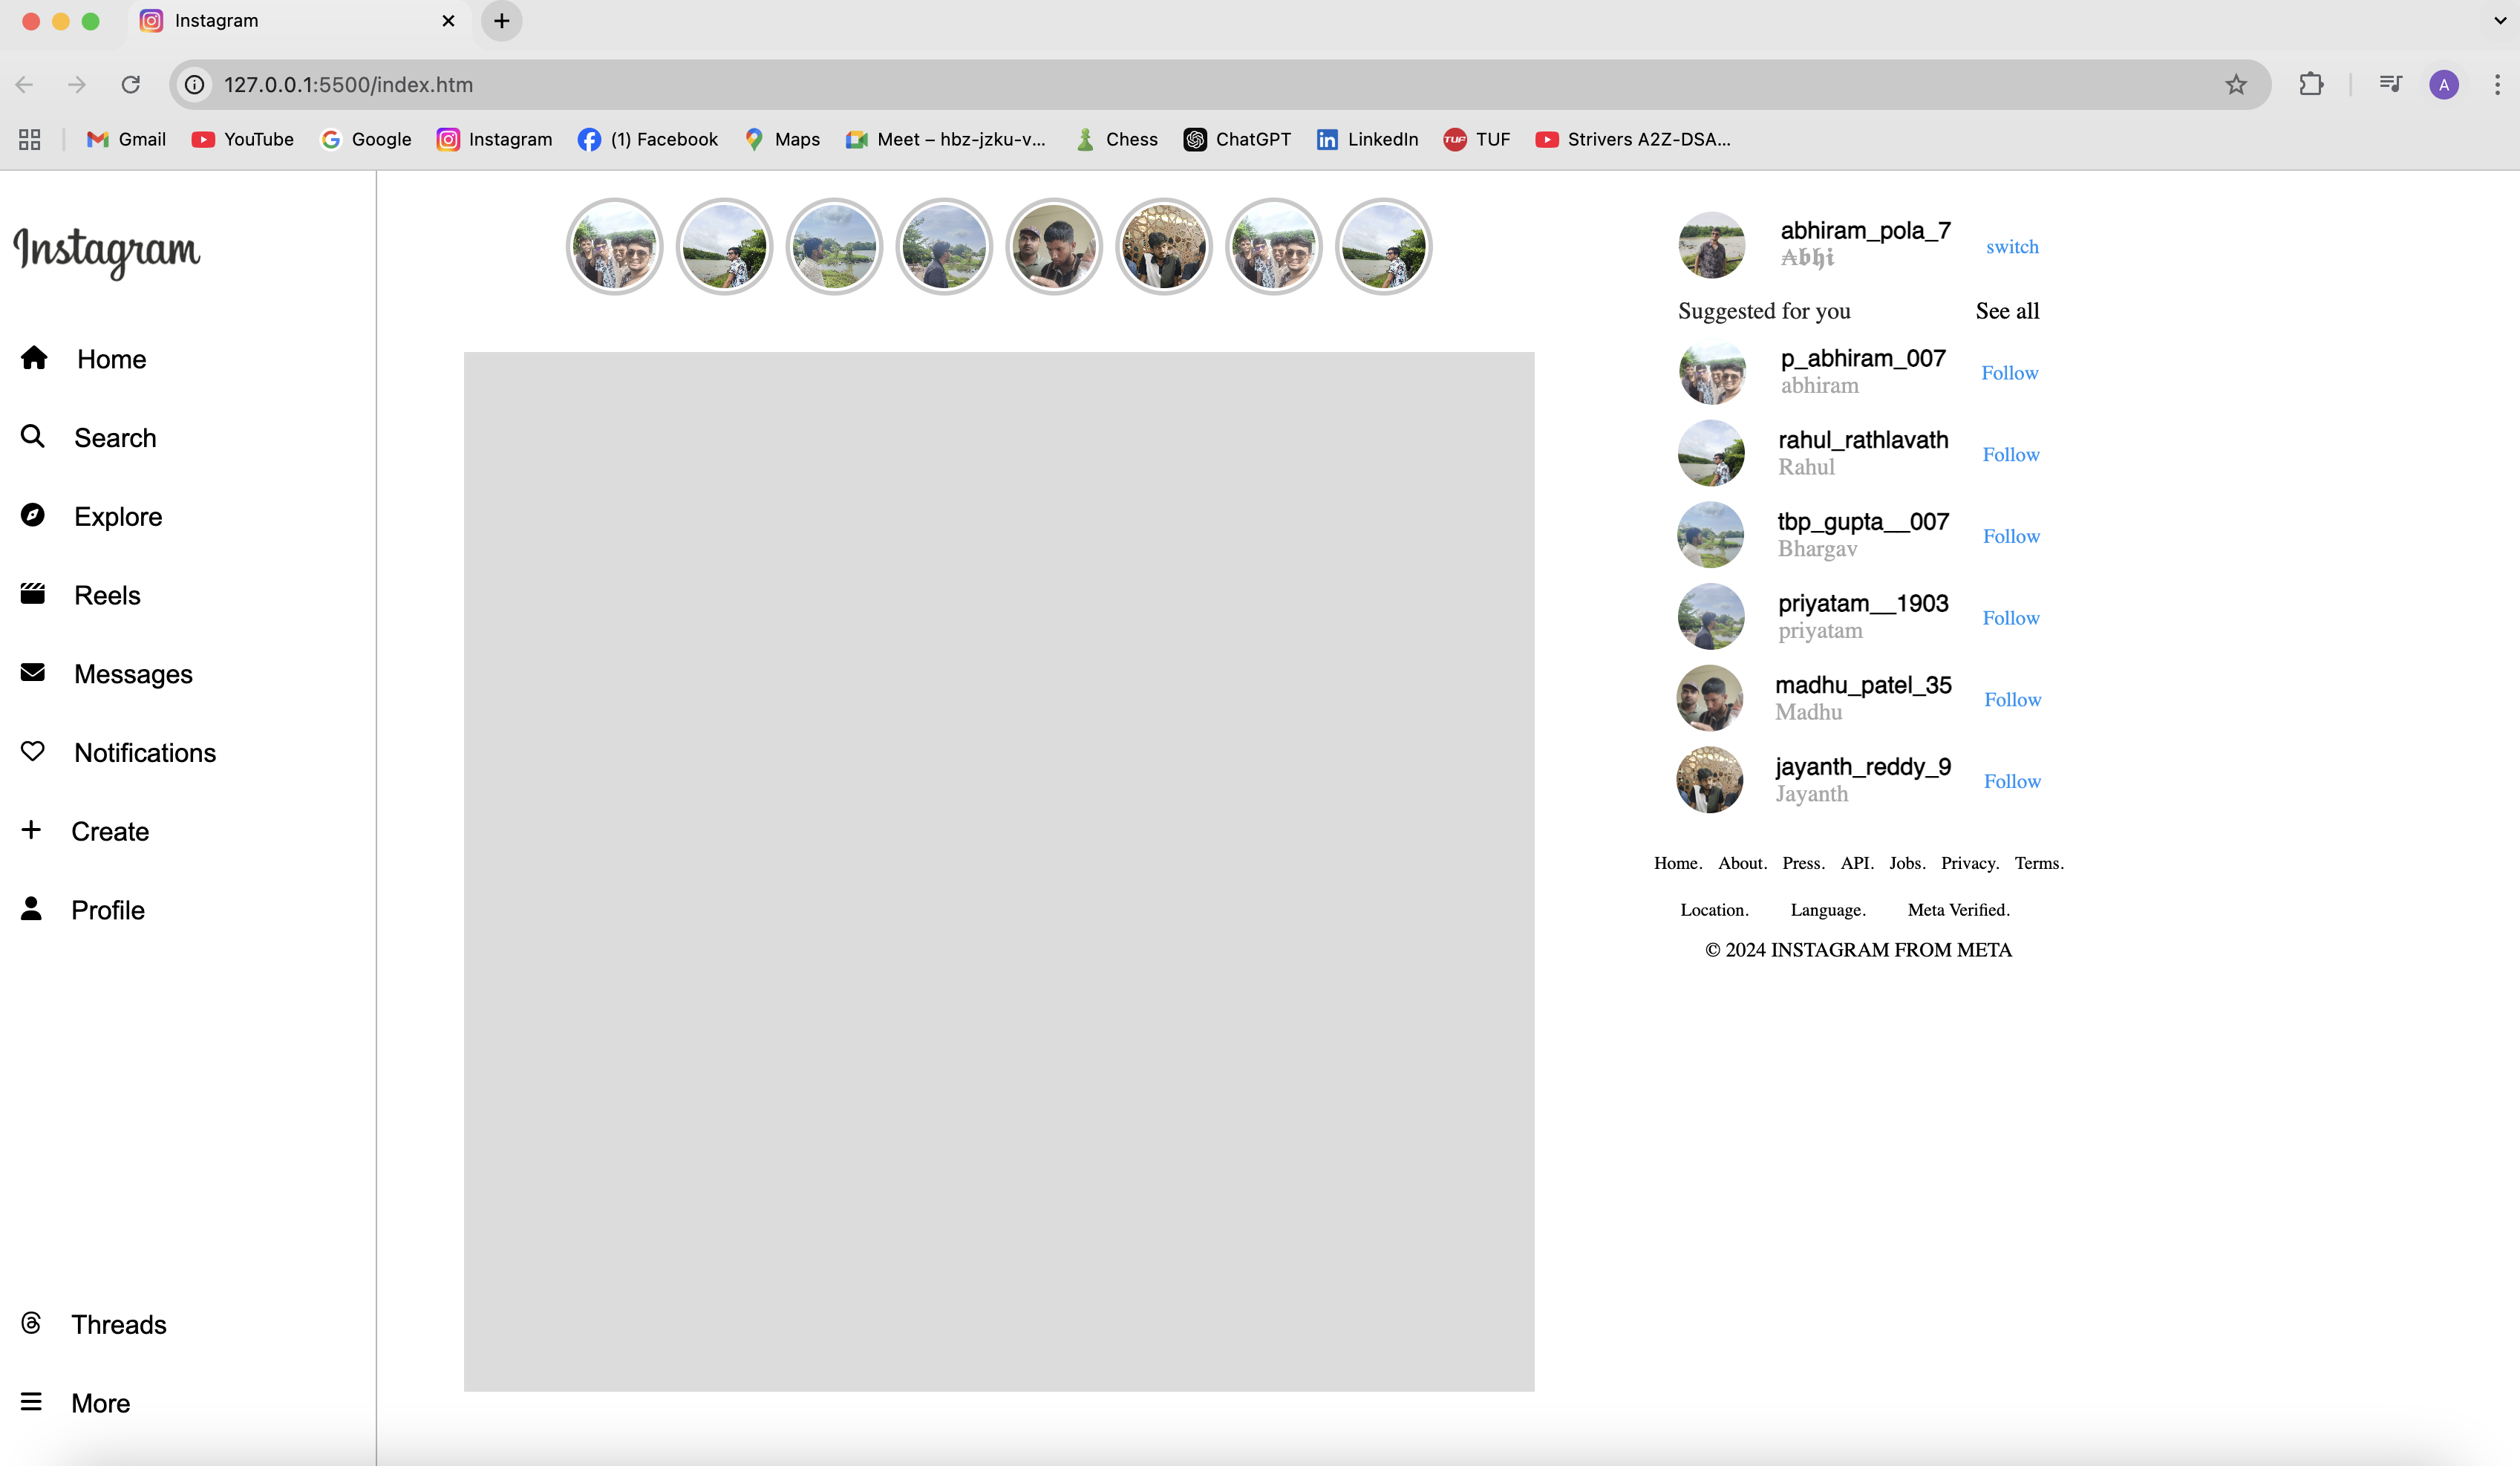 Instagram
127.0.0.1:5500/index.htm
A
Gmail
YouTube
Google
Instagram
(1) Facebook
Maps
Meet – hbz-jzku-v...
Chess
ChatGPT
LinkedIn
TUF
TUF
Strivers A2Z-DSA...
Instagram
Home
Search
Explore
Reels
Messages
Notifications
Create
Profile
Threads
More
abhiram_pola_7
₳𝖇𝖍𝖎
switch
Suggested for you See all
p_abhiram_007
abhiram
Follow
rahul_rathlavath
Rahul
Follow
tbp_gupta__007
Bhargav
Follow
priyatam__1903
priyatam
Follow
madhu_patel_35
Madhu
Follow
jayanth_reddy_9
Jayanth
Follow
Home. About. Press. API. Jobs. Privacy. Terms.
Location. Language. Meta Verified.
© 2024 INSTAGRAM FROM META